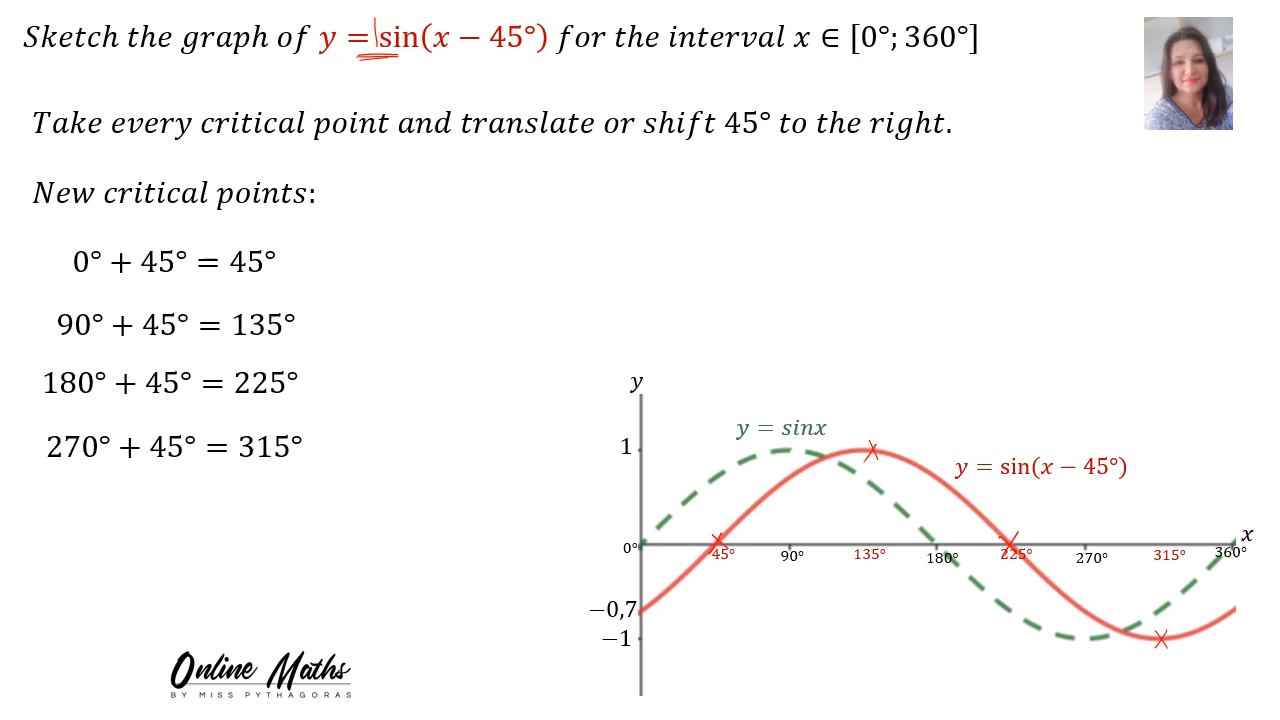 Sketch the graph of y = sin(x − 45°) for the interval x ∈ [0°; 360°]
Take every critical point and translate or shift 45° to the right.
New critical points:
0° + 45° = 45°
90° + 45° = 135°
180° + 45° = 225°
270° + 45° = 315°
y
y = sinx
1
y = sin(x − 45°)
x
0°
45°
90°
135°
180°
225°
270°
315°
360°
−0,7
−1
Online Maths
BY MISS PYTHAGORAS